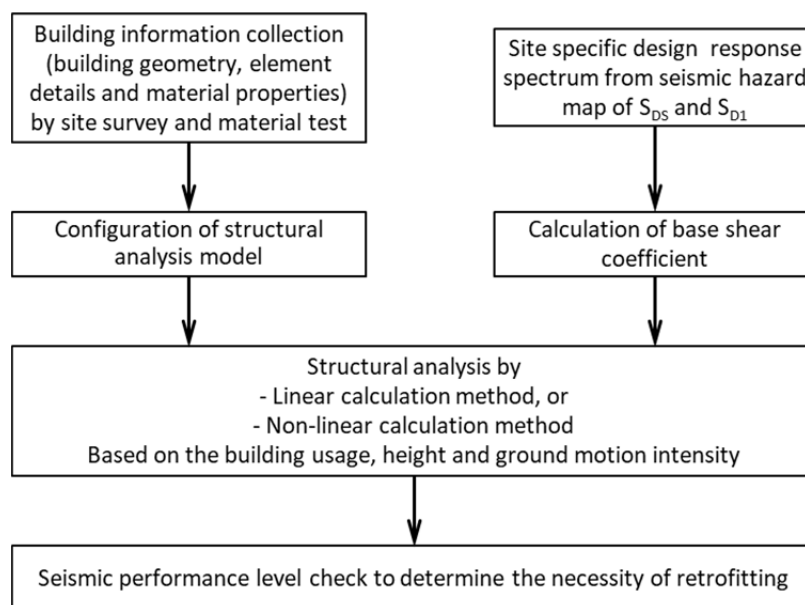 Building information collection
(building geometry, element
details and material properties)
by site survey and material test
Site specific design response
spectrum from seismic hazard
map of S_DS and S_D1
Configuration of structural
analysis model
Calculation of base shear
coefficient
Structural analysis by
- Linear calculation method, or
- Non-linear calculation method
Based on the building usage, height and ground motion intensity
Seismic performance level check to determine the necessity of retrofitting